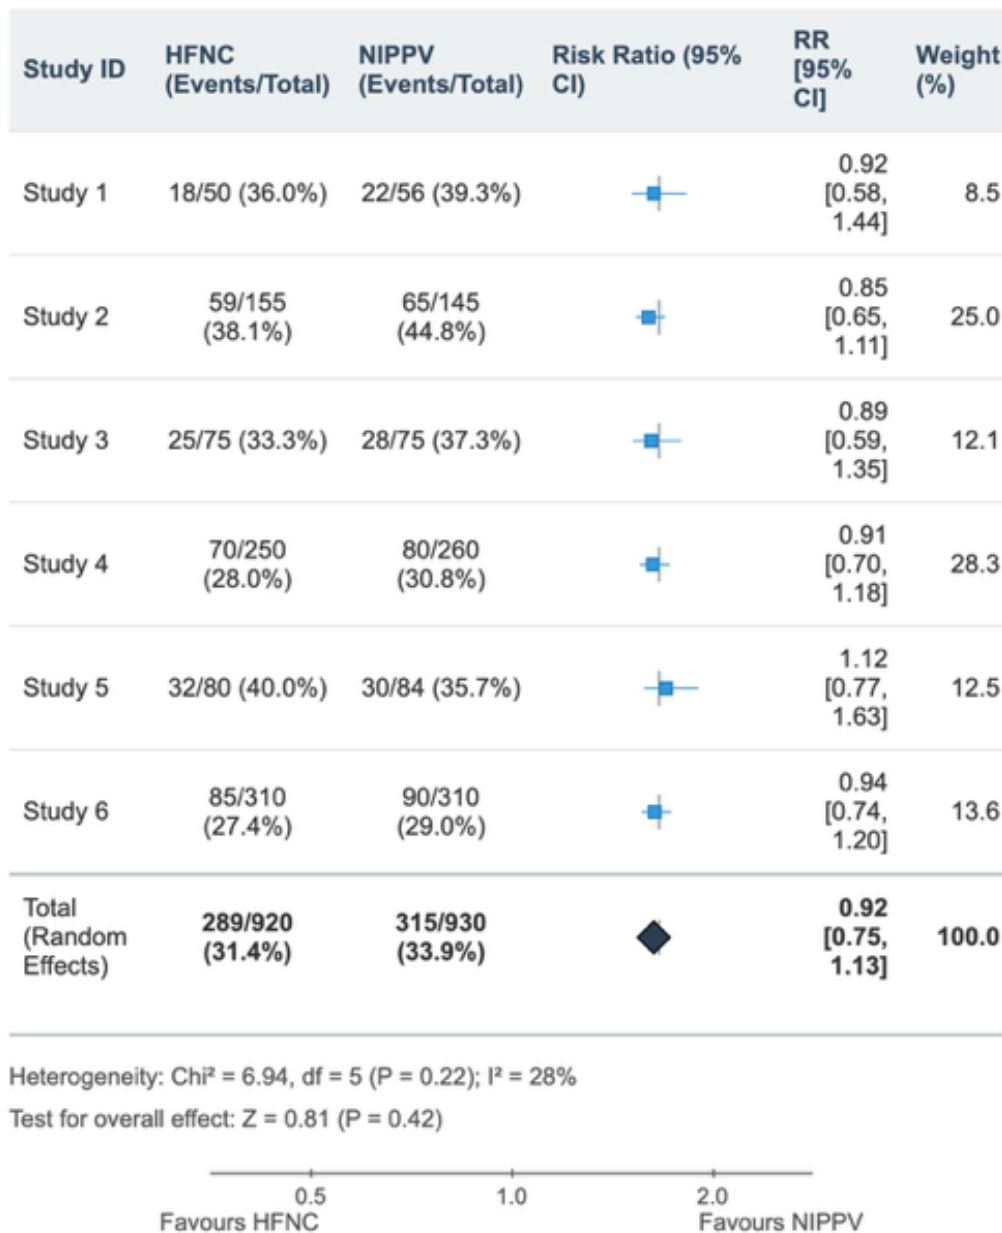 Study ID
HFNC
(Events/Total)
NIPPV
(Events/Total)
Risk Ratio (95%
CI)
RR
[95%
CI]
Weight
(%)
Study 1
18/50 (36.0%)
22/56 (39.3%)
0.92
[0.58,
1.44]
8.5
Study 2
59/155
(38.1%)
65/145
(44.8%)
0.85
[0.65,
1.11]
25.0
Study 3
25/75 (33.3%)
28/75 (37.3%)
0.89
[0.59,
1.35]
12.1
Study 4
70/250
(28.0%)
80/260
(30.8%)
0.91
[0.70,
1.18]
28.3
Study 5
32/80 (40.0%)
30/84 (35.7%)
1.12
[0.77,
1.63]
12.5
Study 6
85/310
(27.4%)
90/310
(29.0%)
0.94
[0.74,
1.20]
13.6
Total
(Random
Effects)
289/920
(31.4%)
315/930
(33.9%)
0.92
[0.75,
1.13]
100.0
Heterogeneity: Chi² = 6.94, df = 5 (P = 0.22); I² = 28%
Test for overall effect: Z = 0.81 (P = 0.42)
0.5 1.0 2.0
Favours HFNC Favours NIPPV